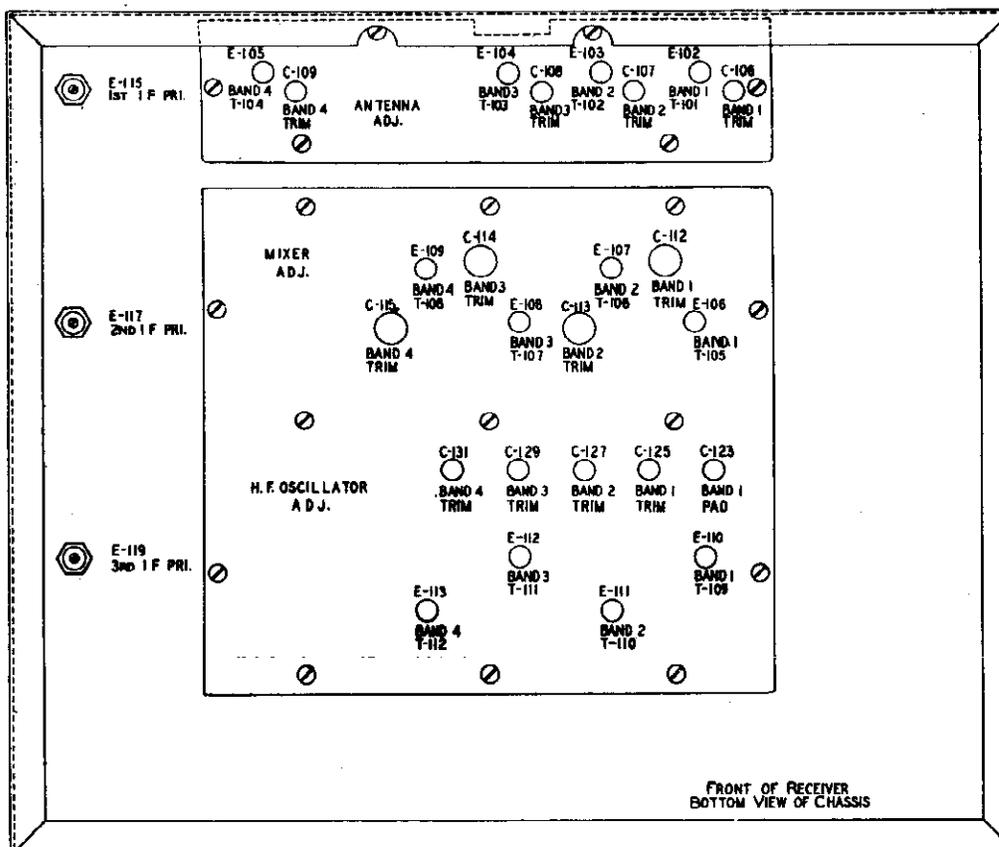 E-115
1ST I F PRI.
E-105
BAND 4
T-104
C-109
BAND 4
TRIM
ANTENNA
ADJ.
E-104
BAND 3
T-103
C-108
BAND 3
TRIM
E-103
BAND 2
T-102
C-107
BAND 2
TRIM
E-102
BAND 1
T-101
C-106
BAND 1
TRIM
E-117
2ND I F PRI.
MIXER
ADJ.
E-109
BAND 4
T-108
C-114
BAND 3
TRIM
E-107
BAND 2
T-106
C-112
BAND 1
TRIM
C-115
BAND 4
TRIM
E-108
BAND 3
T-107
C-113
BAND 2
TRIM
E-106
BAND 1
T-105
H.F. OSCILLATOR
ADJ.
C-131
BAND 4
TRIM
C-129
BAND 3
TRIM
C-127
BAND 2
TRIM
C-125
BAND 1
TRIM
C-123
BAND 1
PAD
E-119
3RD I F PRI.
E-112
BAND 3
T-111
E-110
BAND 1
T-109
E-113
BAND 4
T-112
E-111
BAND 2
T-110
FRONT OF RECEIVER
BOTTOM VIEW OF CHASSIS